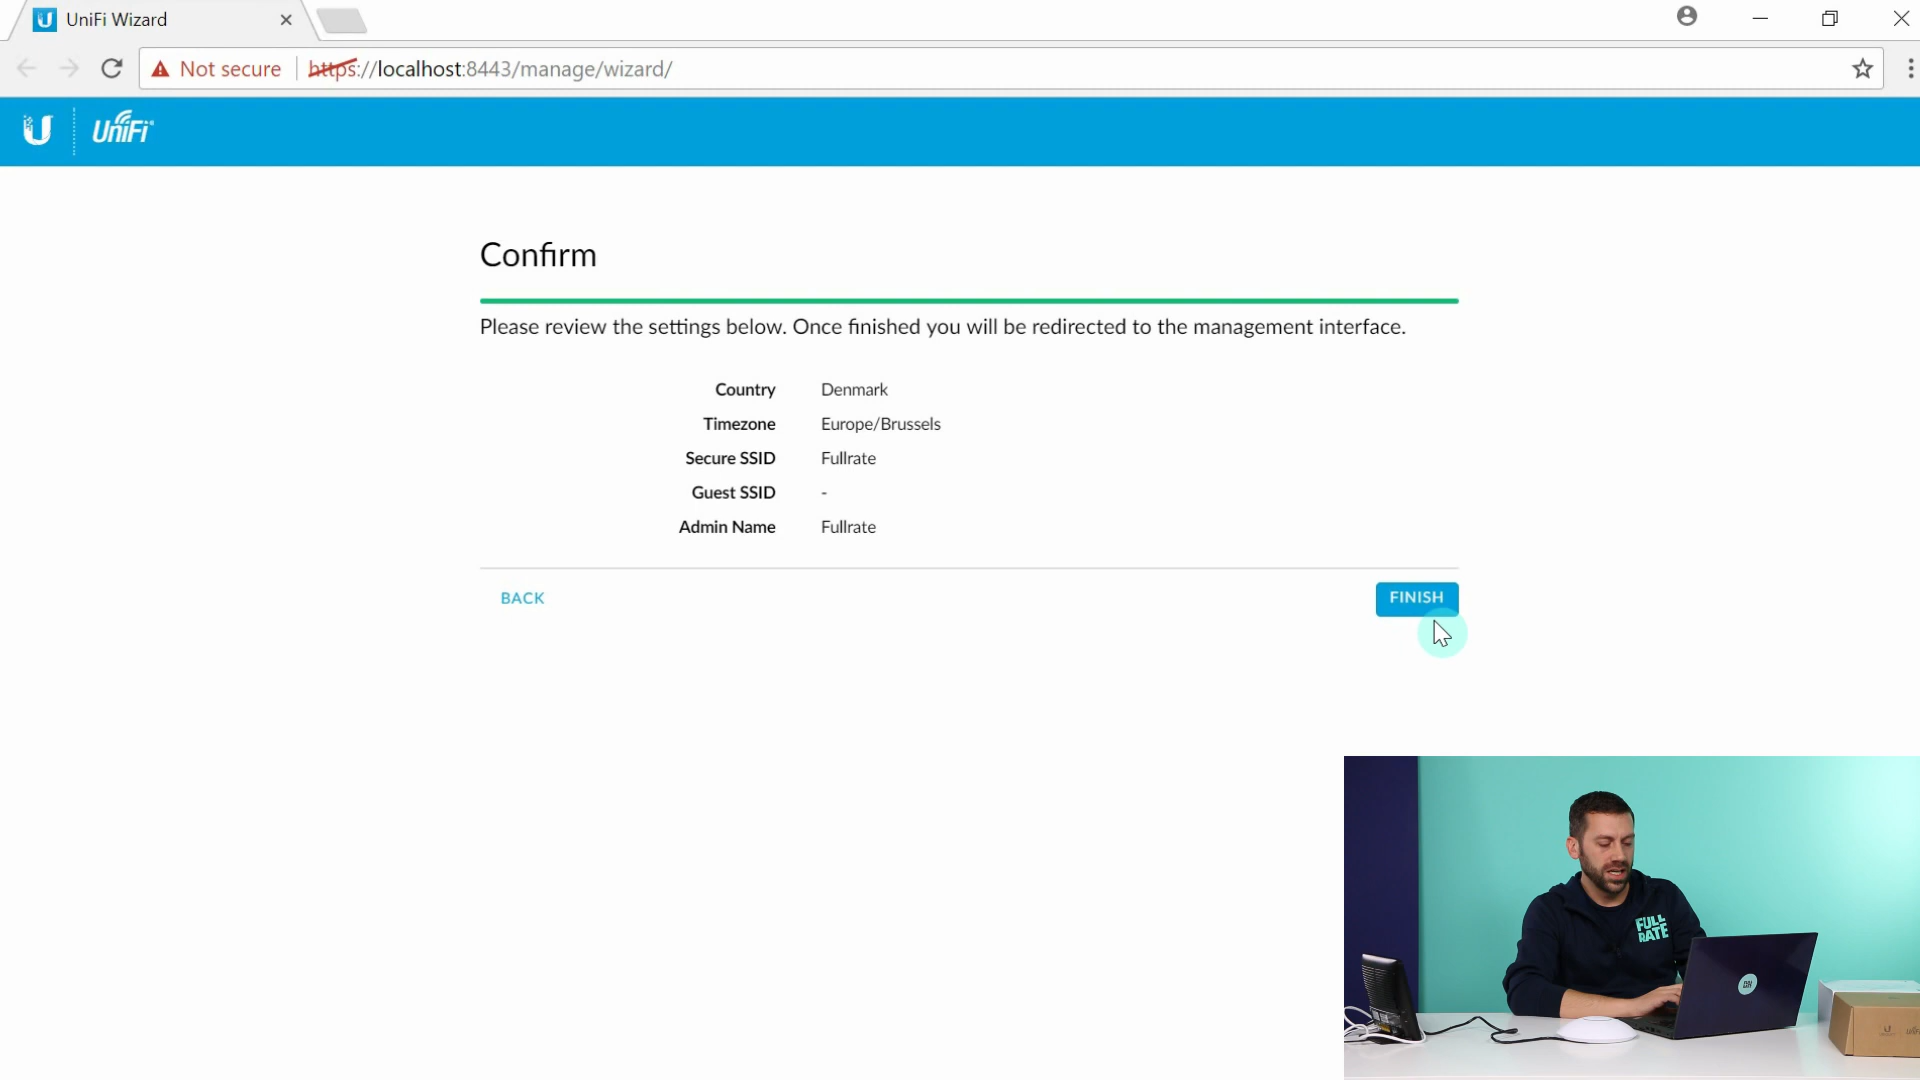 UniFi Wizard
Not secure
https://localhost:8443/manage/wizard/
UniFi
Confirm
Please review the settings below. Once finished you will be redirected to the management interface.
Country Denmark
Timezone Europe/Brussels
Secure SSID Fullrate
Guest SSID -
Admin Name Fullrate
BACK
FINISH
FULL
RATE